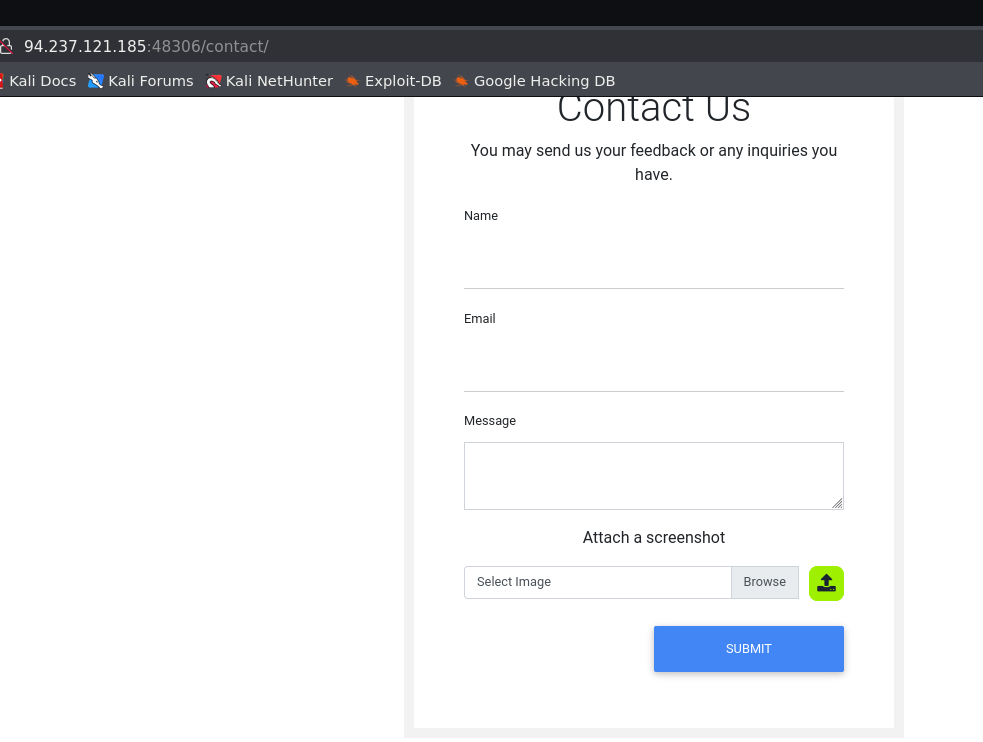 94.237.121.185:48306/contact/
Kali Docs Kali Forums Kali NetHunter Exploit-DB Google Hacking DB
Contact Us
You may send us your feedback or any inquiries you
have.
Name
Email
Message
Attach a screenshot
Select Image Browse
SUBMIT